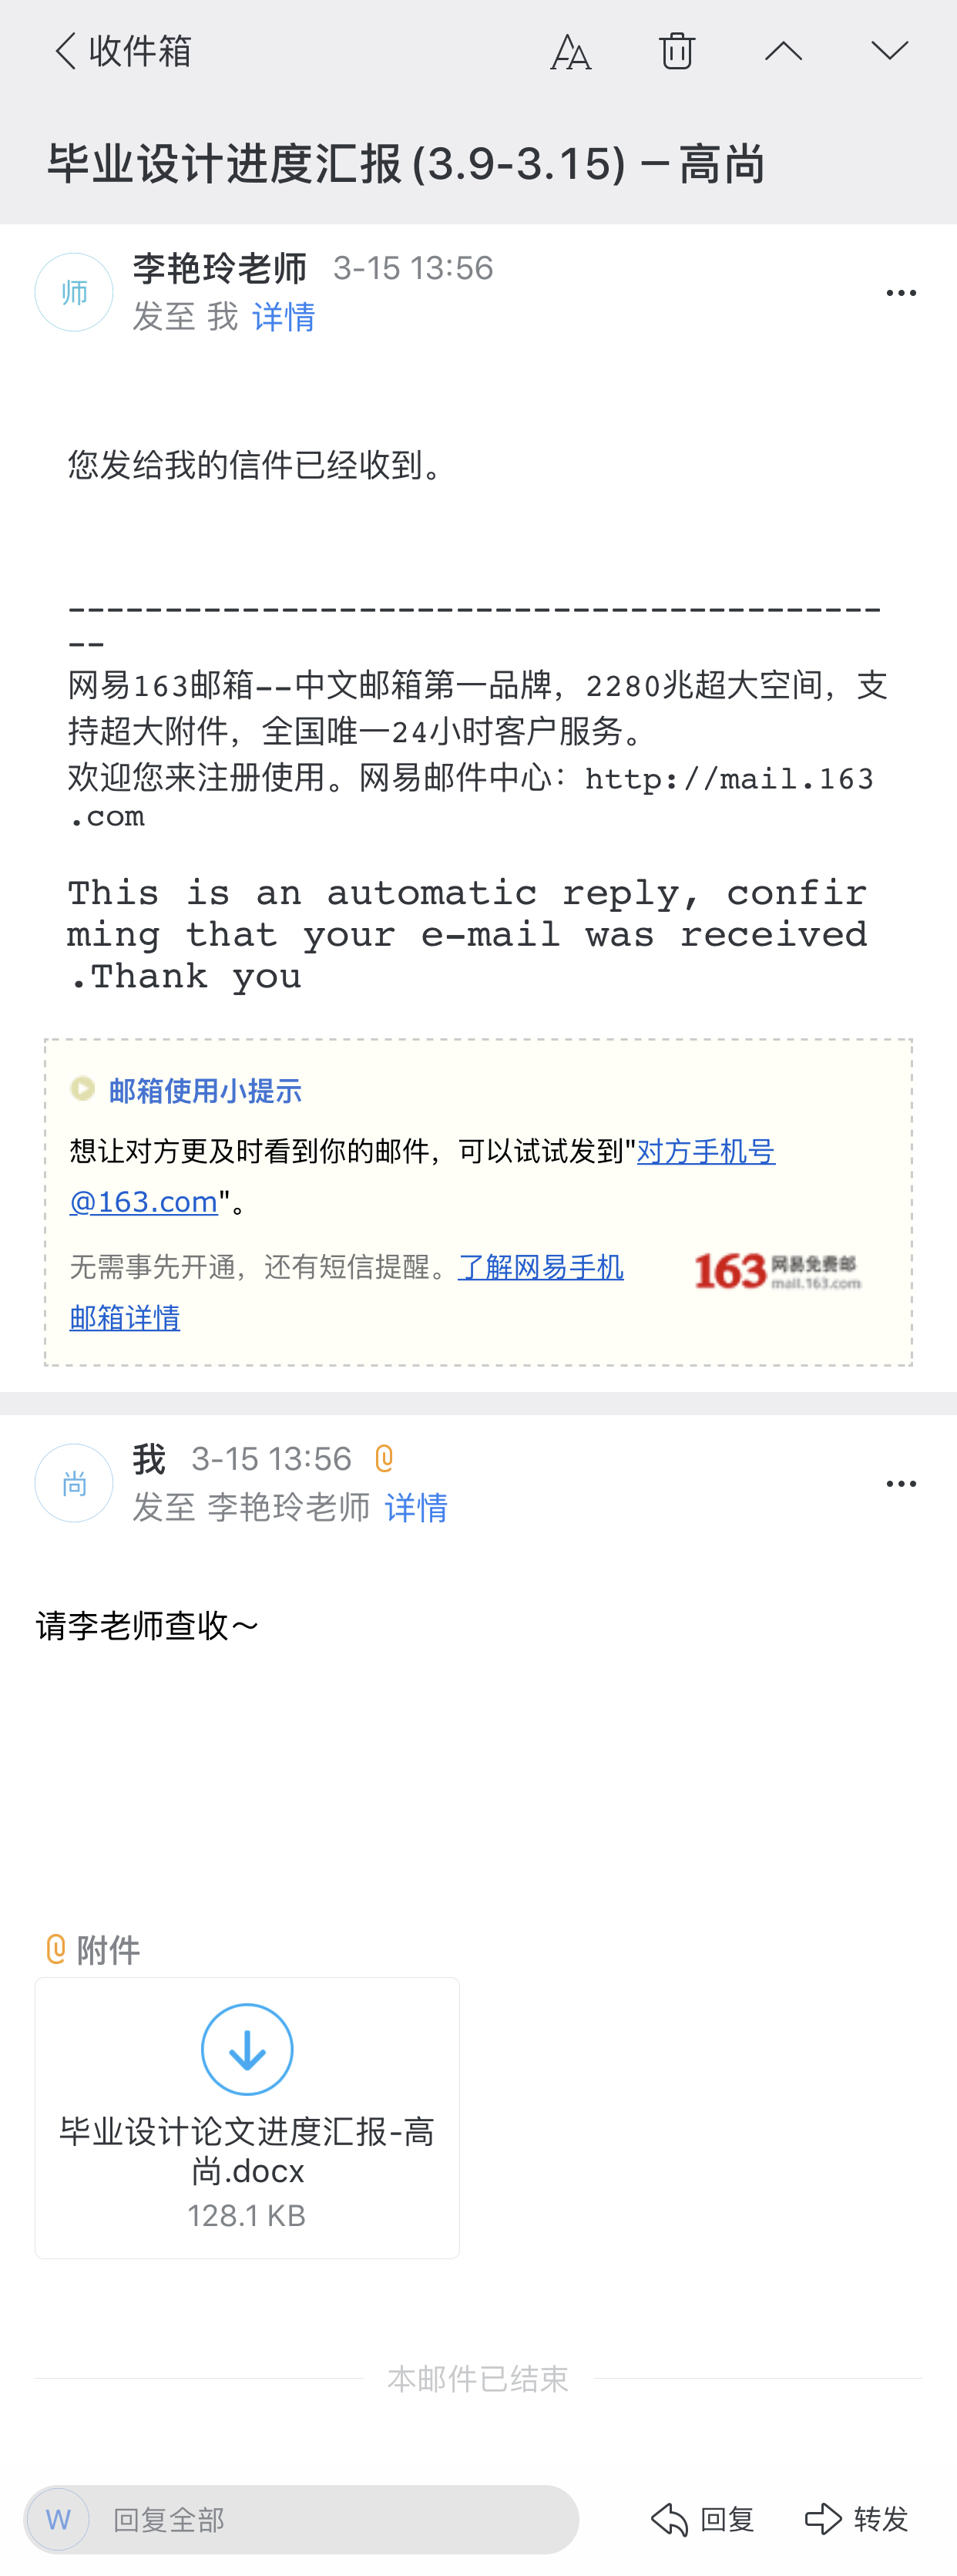 收件箱
毕业设计进度汇报(3.9-3.15) – 高尚
师
李艳玲老师 3-15 13:56
发至 我 详情
您发给我的信件已经收到。
------------------------------------------
--
网易163邮箱--中文邮箱第一品牌，2280兆超大空间，支
持超大附件，全国唯一24小时客户服务。
欢迎您来注册使用。网易邮件中心：http://mail.163
.com
This is an automatic reply, confir
ming that your e-mail was received
.Thank you
邮箱使用小提示
想让对方更及时看到你的邮件，可以试试发到"对方手机号
@163.com"。
无需事先开通，还有短信提醒。了解网易手机
邮箱详情
163 网易免费邮
mail.163.com
尚
我 3-15 13:56
发至 李艳玲老师 详情
请李老师查收～
附件
毕业设计论文进度汇报-高
尚.docx
128.1 KB
本邮件已结束
W 回复全部 回复 转发